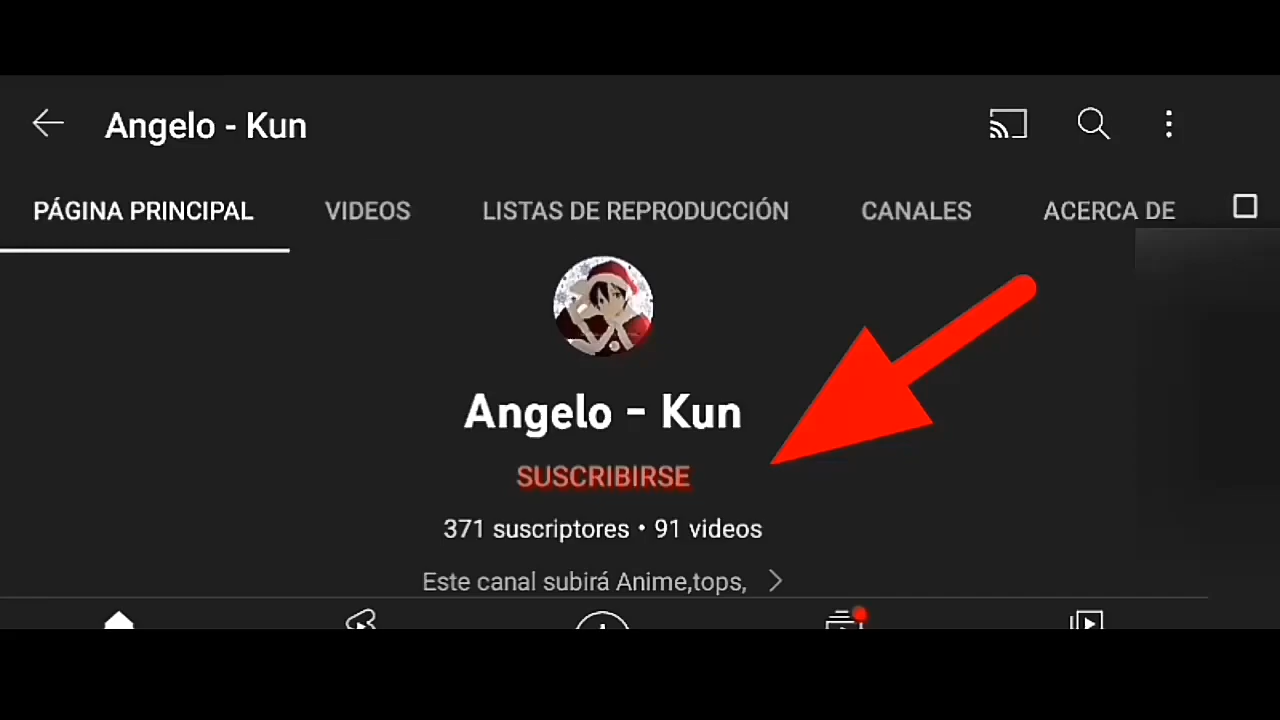 Angelo - Kun
PÁGINA PRINCIPAL VIDEOS LISTAS DE REPRODUCCIÓN CANALES ACERCA DE
Angelo - Kun
SUSCRIBIRSE
371 suscriptores • 91 videos
Este canal subirá Anime,tops,